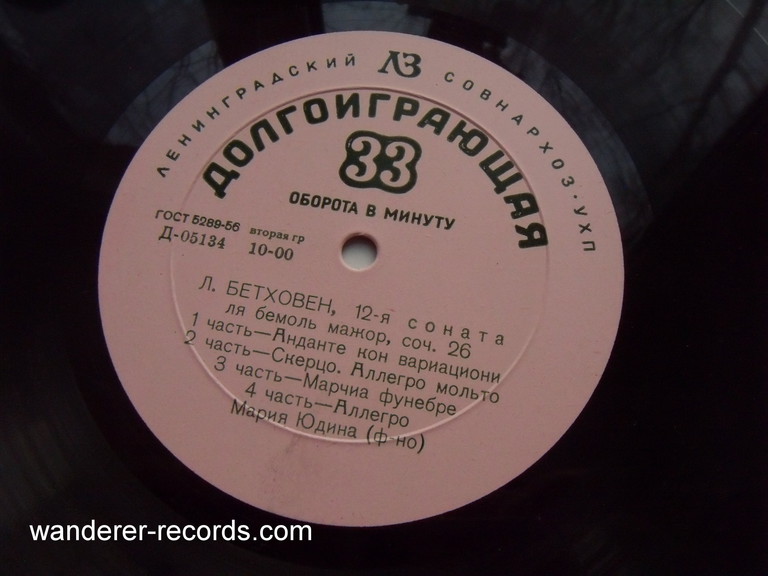 ЛЕНИНГРАДСКИЙ ЛЗ СОВНАРХОЗ·УХП
ДОЛГОИГРАЮЩАЯ
33
ОБОРОТА В МИНУТУ
ГОСТ 5289-56 вторая гр
Д-05134 10-00
Л. БЕТХОВЕН, 12-я соната
ля бемоль мажор, соч. 26
1 часть—Анданте кон вариациони
2 часть—Скерцо. Аллегро мольто
3 часть—Марчиа фунебре
4 часть—Аллегро
Мария Юдина (ф-но)
wanderer-records.com